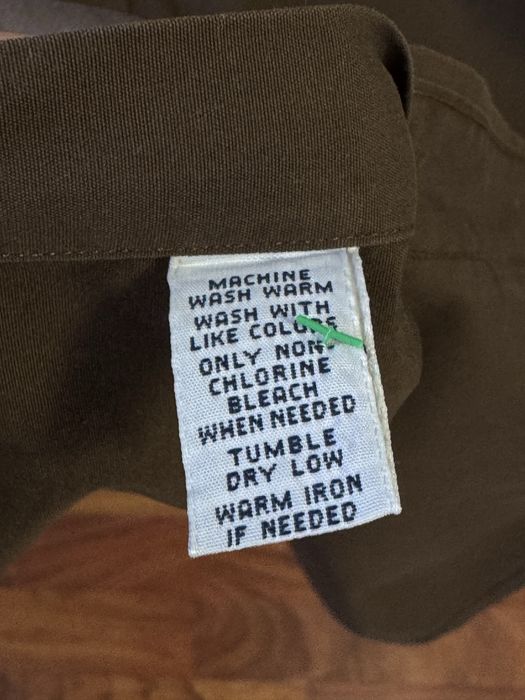 MACHINE
WASH WARM
WASH WITH
LIKE COLORS
ONLY NON
CHLORINE
BLEACH
WHEN NEEDED
TUMBLE
DRY LOW
WARM IRON
IF NEEDED